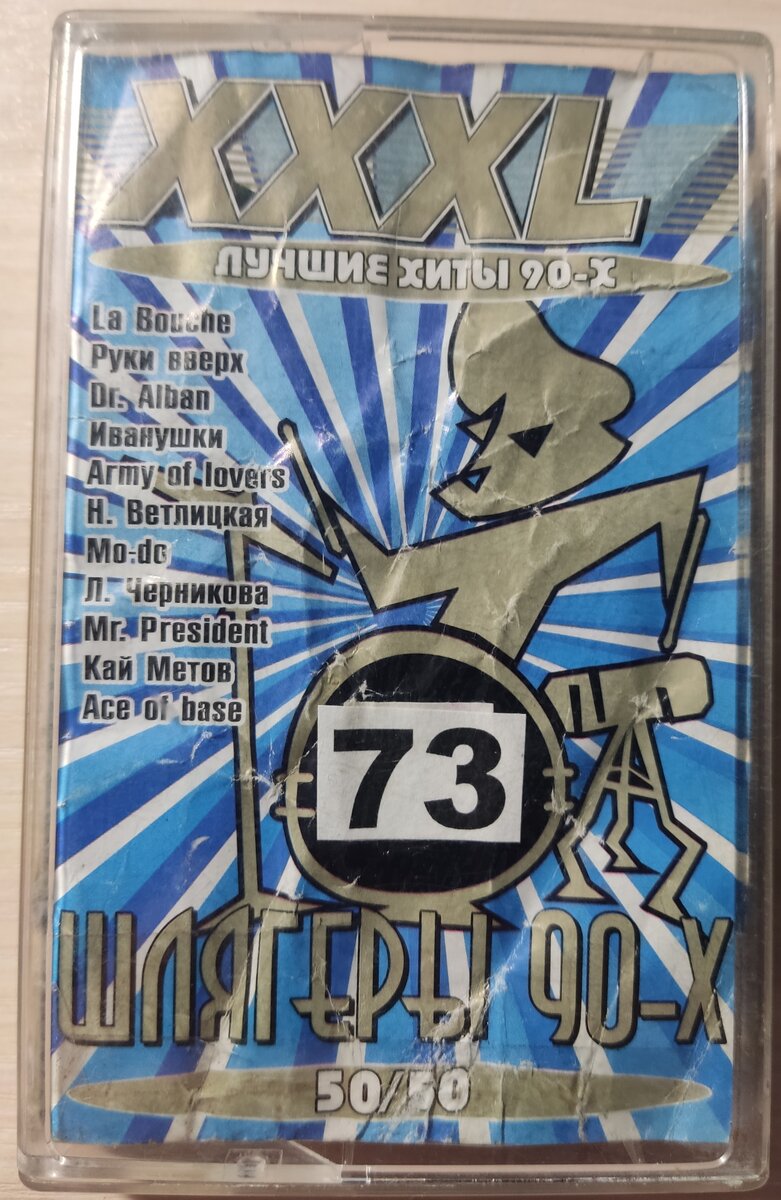 XXXL
ЛУЧШИЕ ХИТЫ 90-Х
La Bouche
Руки вверх
Dr. Alban
Иванушки
Army of lovers
Н. Ветлицкая
Mo-do
Л. Черникова
Mr. President
Кай Метов
Ace of base
73
ШЛЯГЕРЫ 90-Х
50/50